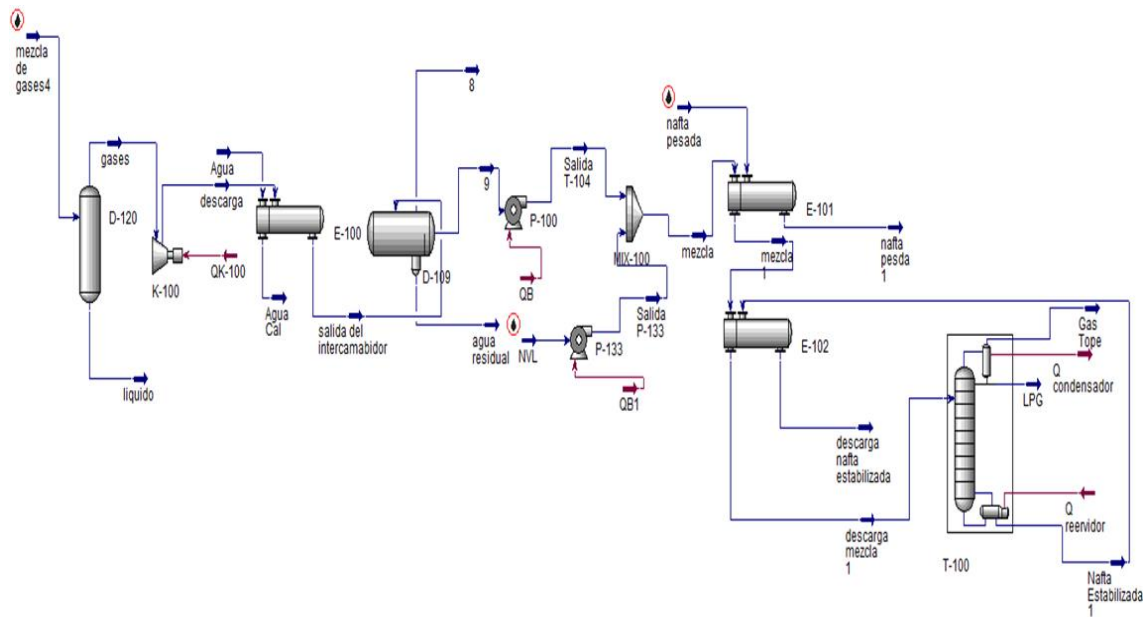 mezcla
de
gases4
gases
D-120
liquido
K-100
QK-100
Agua
descarga
E-100
Agua
Cal
salida del
intercamabidor
8
D-109
agua
residual
9
P-100
QB
Salida
T-104
MIX-100
NVL
P-133
QB1
Salida
P-133
mezcla
nafta
pesada
E-101
nafta
pesda
1
mezcla
1
E-102
descarga
nafta
estabilizada
descarga
mezcla
1
T-100
Gas
Tope
Q
condensador
LPG
Q
reervidor
Nafta
Estabilizada
1